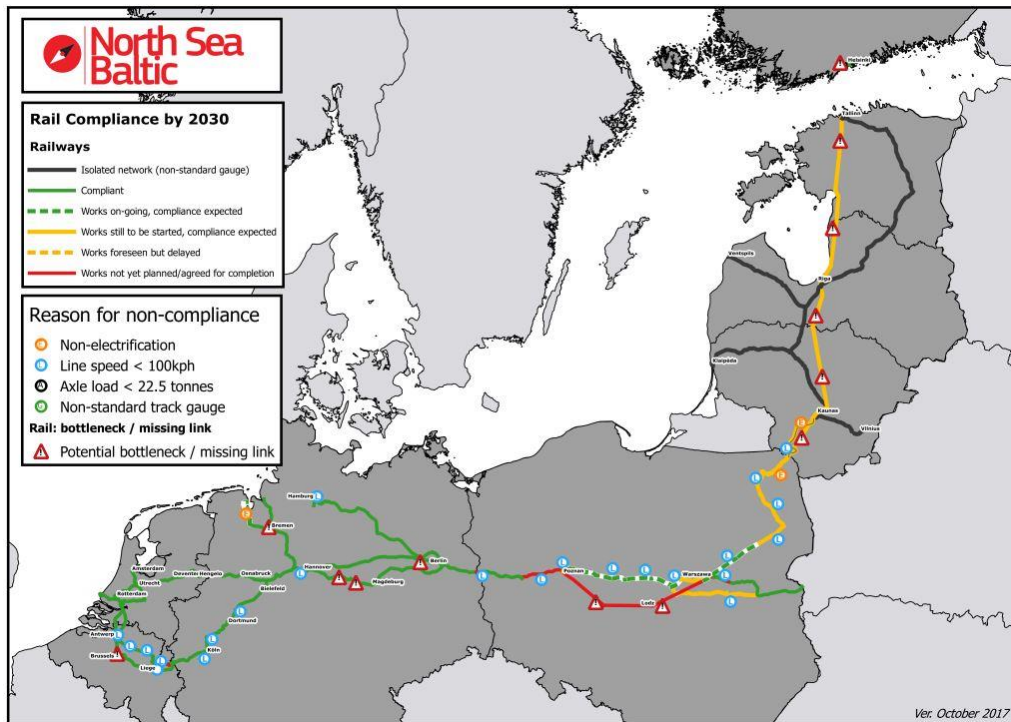 North Sea
Baltic
Rail Compliance by 2030
Railways
Isolated network (non-standard gauge)
Compliant
Works on-going, compliance expected
Works still to be started, compliance expected
Works foreseen but delayed
Works not yet planned/agreed for completion
Reason for non-compliance
E Non-electrification
L Line speed < 100kph
A Axle load < 22.5 tonnes
G Non-standard track gauge
Rail: bottleneck / missing link
! Potential bottleneck / missing link
Helsinki
Tallinn
Ventspils
Riga
Klaipėda
Kaunas
Vilnius
Hamburg
Bremen
Berlin
Amsterdam
Deventer Hengelo
Osnabruck
Hannover
Magdeburg
Utrecht
Rotterdam
Bielefeld
Poznan
Warszawa
Lodz
Dortmund
Antwerp
Köln
Brussels
Liege
Ver. October 2017